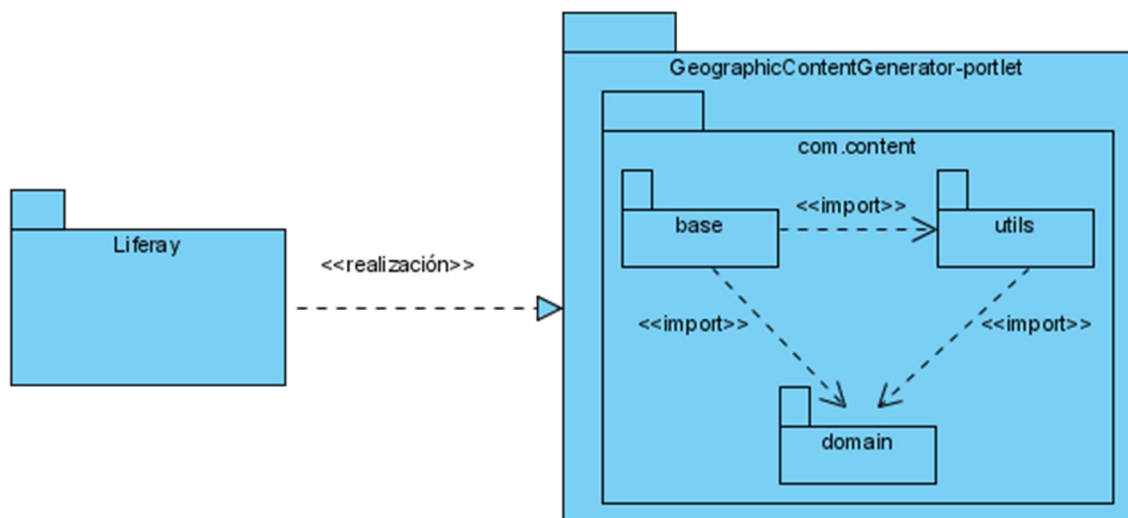 GeographicContentGenerator-portlet
com.content
base
<<import>>
utils
Liferay
<<realización>>
<<import>>
<<import>>
domain